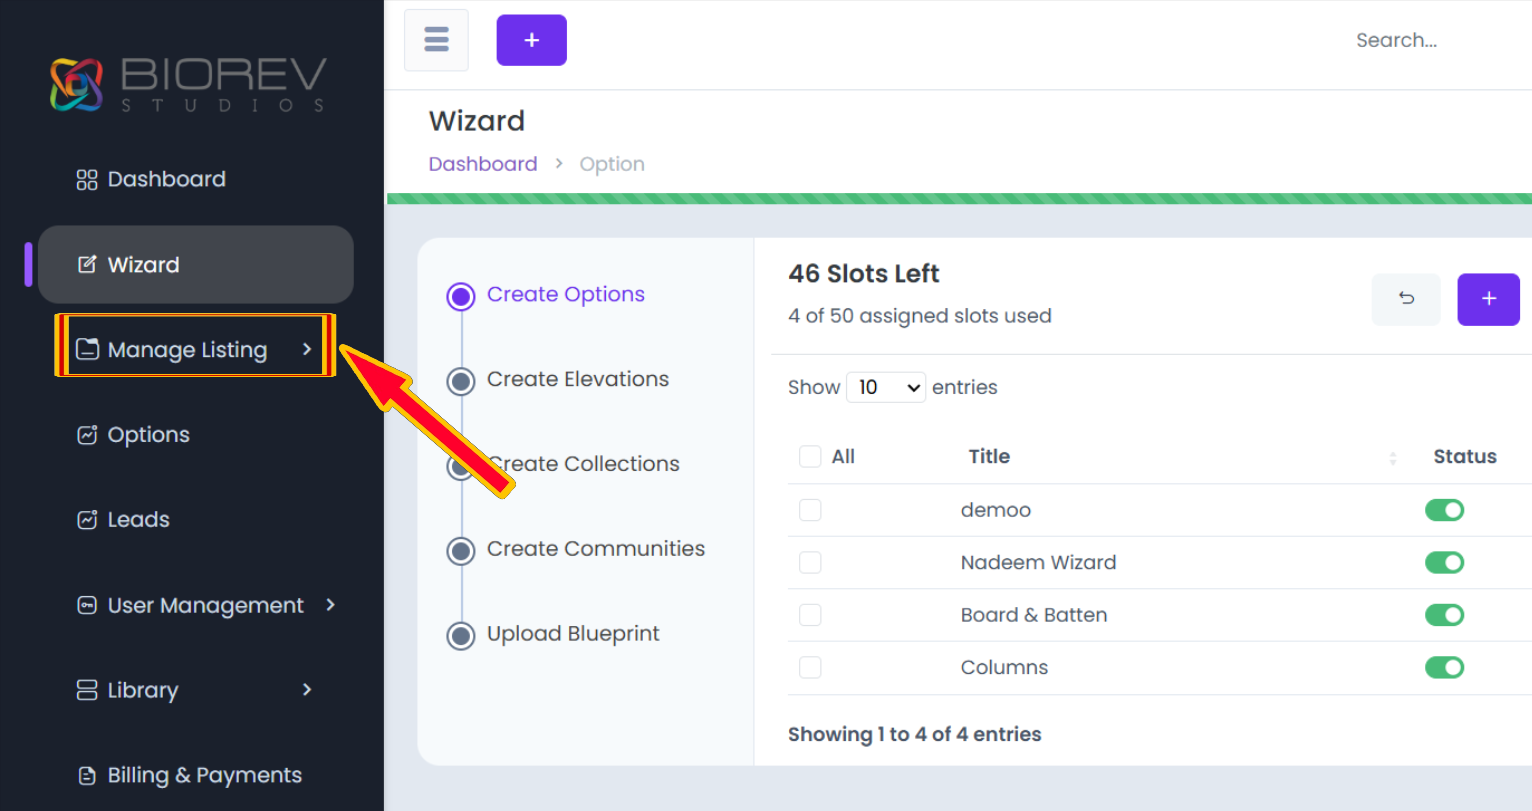 BIOREV
STUDIOS
Dashboard
Wizard
Manage Listing
Options
Leads
User Management
Library
Billing & Payments
+
Search...
Wizard
Dashboard > Option
Create Options
Create Elevations
Create Collections
Create Communities
Upload Blueprint
46 Slots Left
4 of 50 assigned slots used
+
Show 10 entries
All Title Status
demoo
Nadeem Wizard
Board & Batten
Columns
Showing 1 to 4 of 4 entries